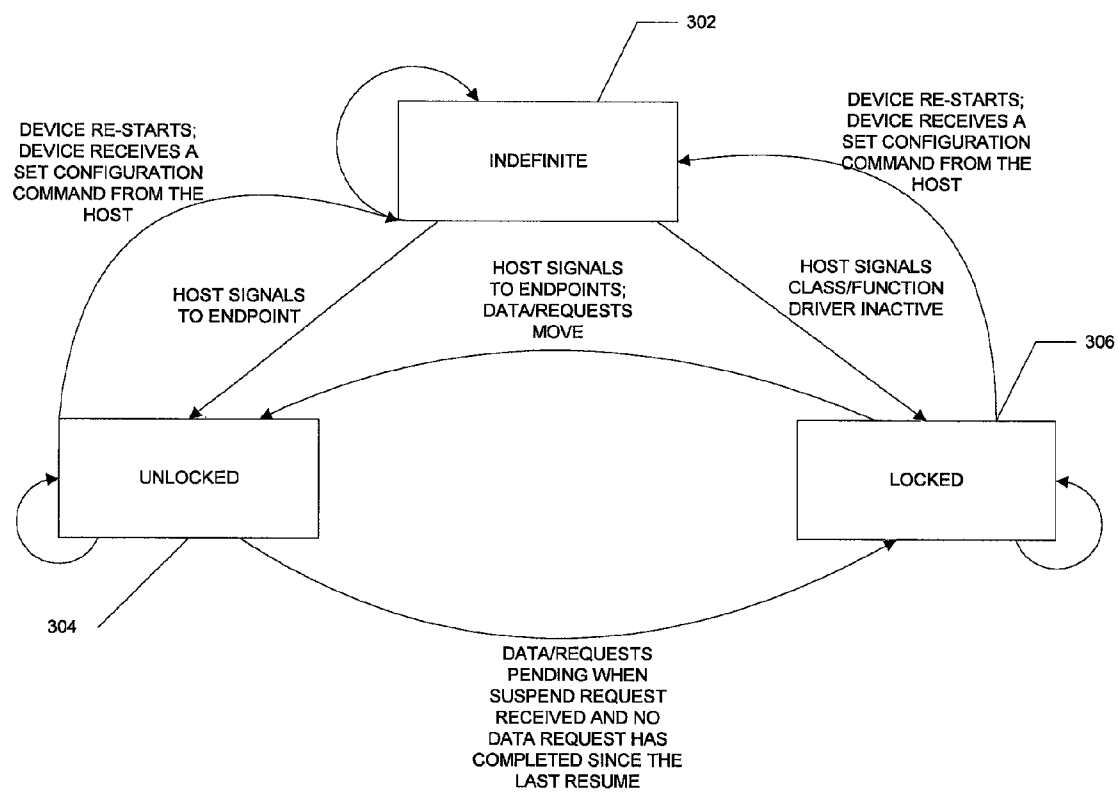 302
DEVICE RE-STARTS;
DEVICE RECEIVES A
SET CONFIGURATION
COMMAND FROM THE
HOST
INDEFINITE
DEVICE RE-STARTS;
DEVICE RECEIVES A
SET CONFIGURATION
COMMAND FROM THE
HOST
HOST SIGNALS
TO ENDPOINT
HOST SIGNALS
TO ENDPOINTS;
DATA/REQUESTS
MOVE
HOST SIGNALS
CLASS/FUNCTION
DRIVER INACTIVE
306
UNLOCKED
LOCKED
304
DATA/REQUESTS
PENDING WHEN
SUSPEND REQUEST
RECEIVED AND NO
DATA REQUEST HAS
COMPLETED SINCE THE
LAST RESUME